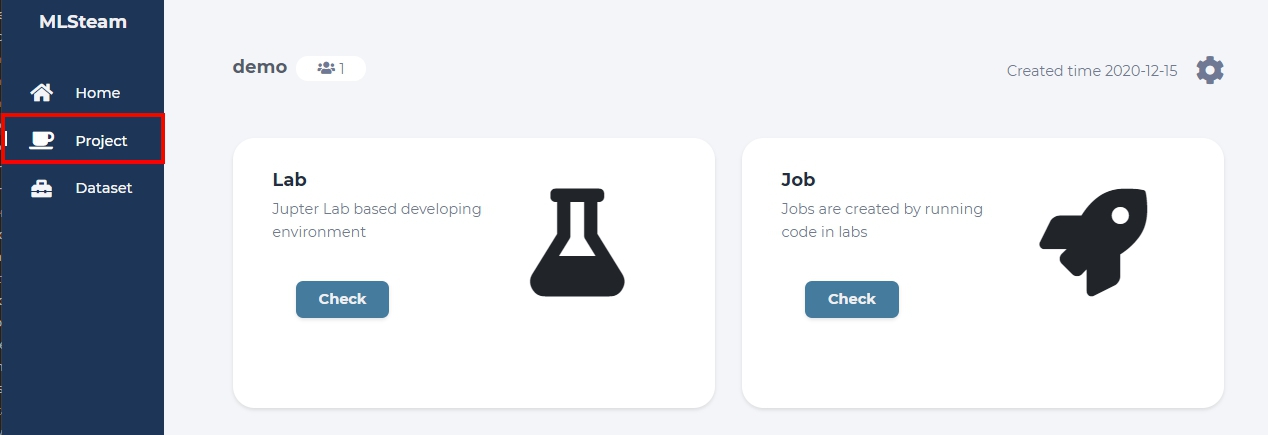 MLSteam
Home
Project
Dataset
demo
1
Created time 2020-12-15
Lab
Jupter Lab based developing
environment
Check
Job
Jobs are created by running
code in labs
Check